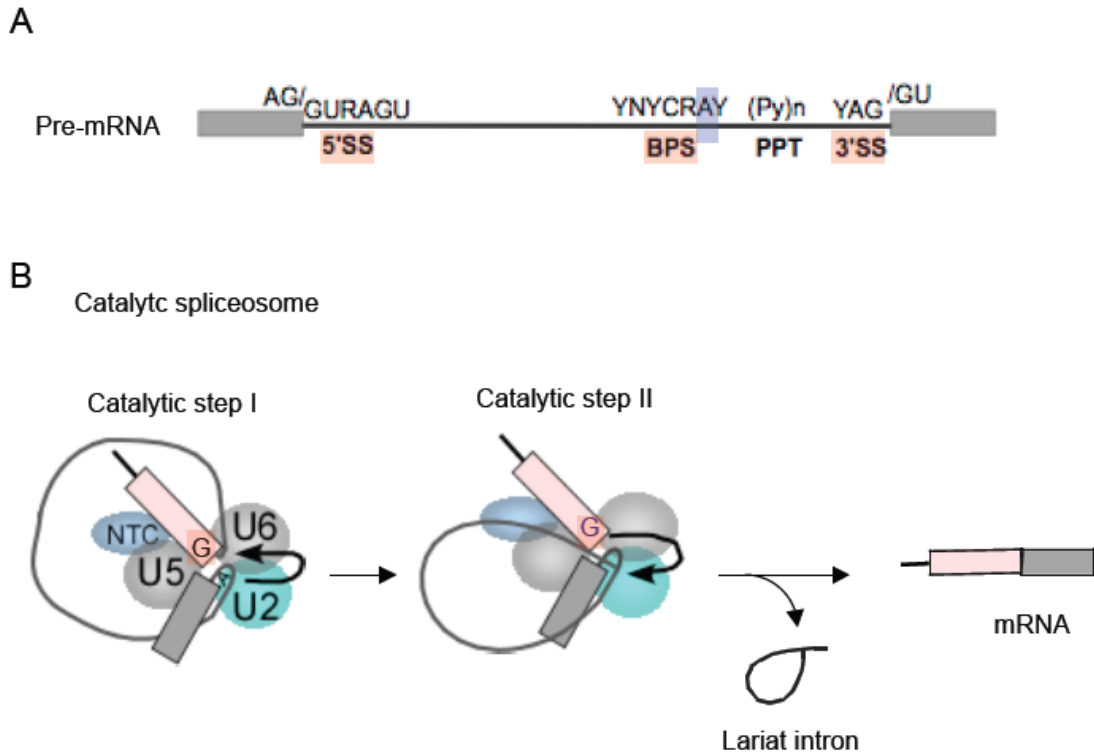 A
AG/GURAGU YNYCRAY (Py)n YAG/GU
Pre-mRNA
5'SS BPS PPT 3'SS
B
Catalytc spliceosome
Catalytic step I Catalytic step II
NTC G U6 G
U5 A U2
mRNA
Lariat intron